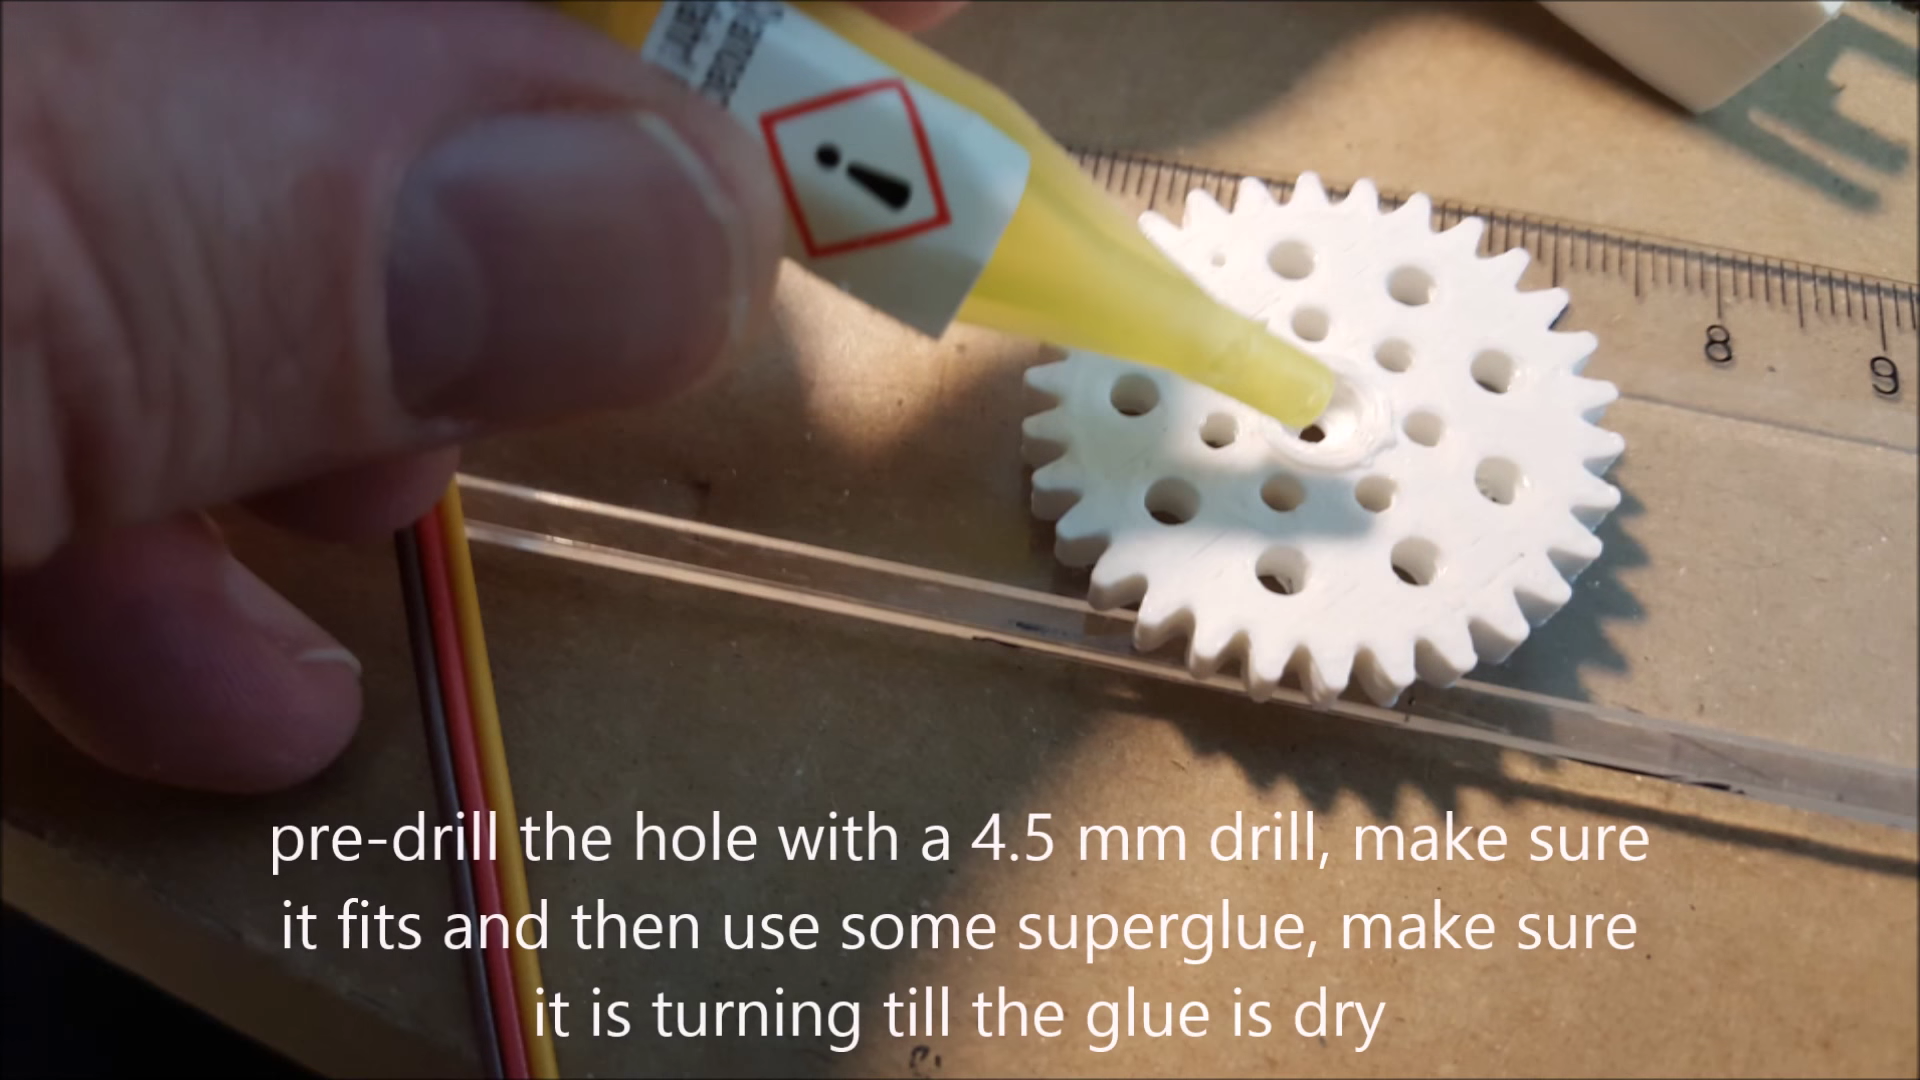 8
9
pre-drill the hole with a 4.5 mm drill, make sure
it fits and then use some superglue, make sure
it is turning till the glue is dry